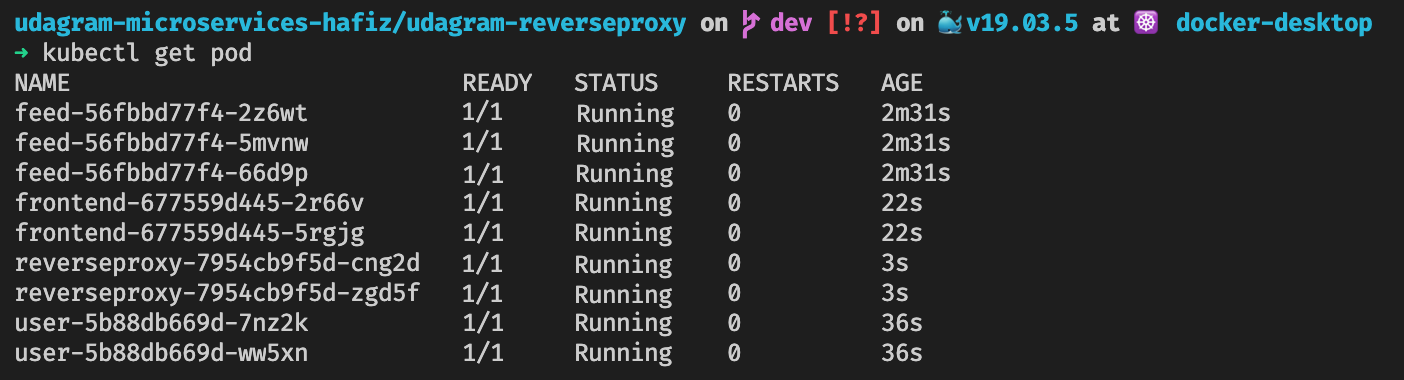 udagram-microservices-hafiz/udagram-reverseproxy on dev [!?] on 🐳v19.03.5 at ☸ docker-desktop
➜ kubectl get pod
NAME READY STATUS RESTARTS AGE
feed-56fbbd77f4-2z6wt 1/1 Running 0 2m31s
feed-56fbbd77f4-5mvnw 1/1 Running 0 2m31s
feed-56fbbd77f4-66d9p 1/1 Running 0 2m31s
frontend-677559d445-2r66v 1/1 Running 0 22s
frontend-677559d445-5rgjg 1/1 Running 0 22s
reverseproxy-7954cb9f5d-cng2d 1/1 Running 0 3s
reverseproxy-7954cb9f5d-zgd5f 1/1 Running 0 3s
user-5b88db669d-7nz2k 1/1 Running 0 36s
user-5b88db669d-ww5xn 1/1 Running 0 36s